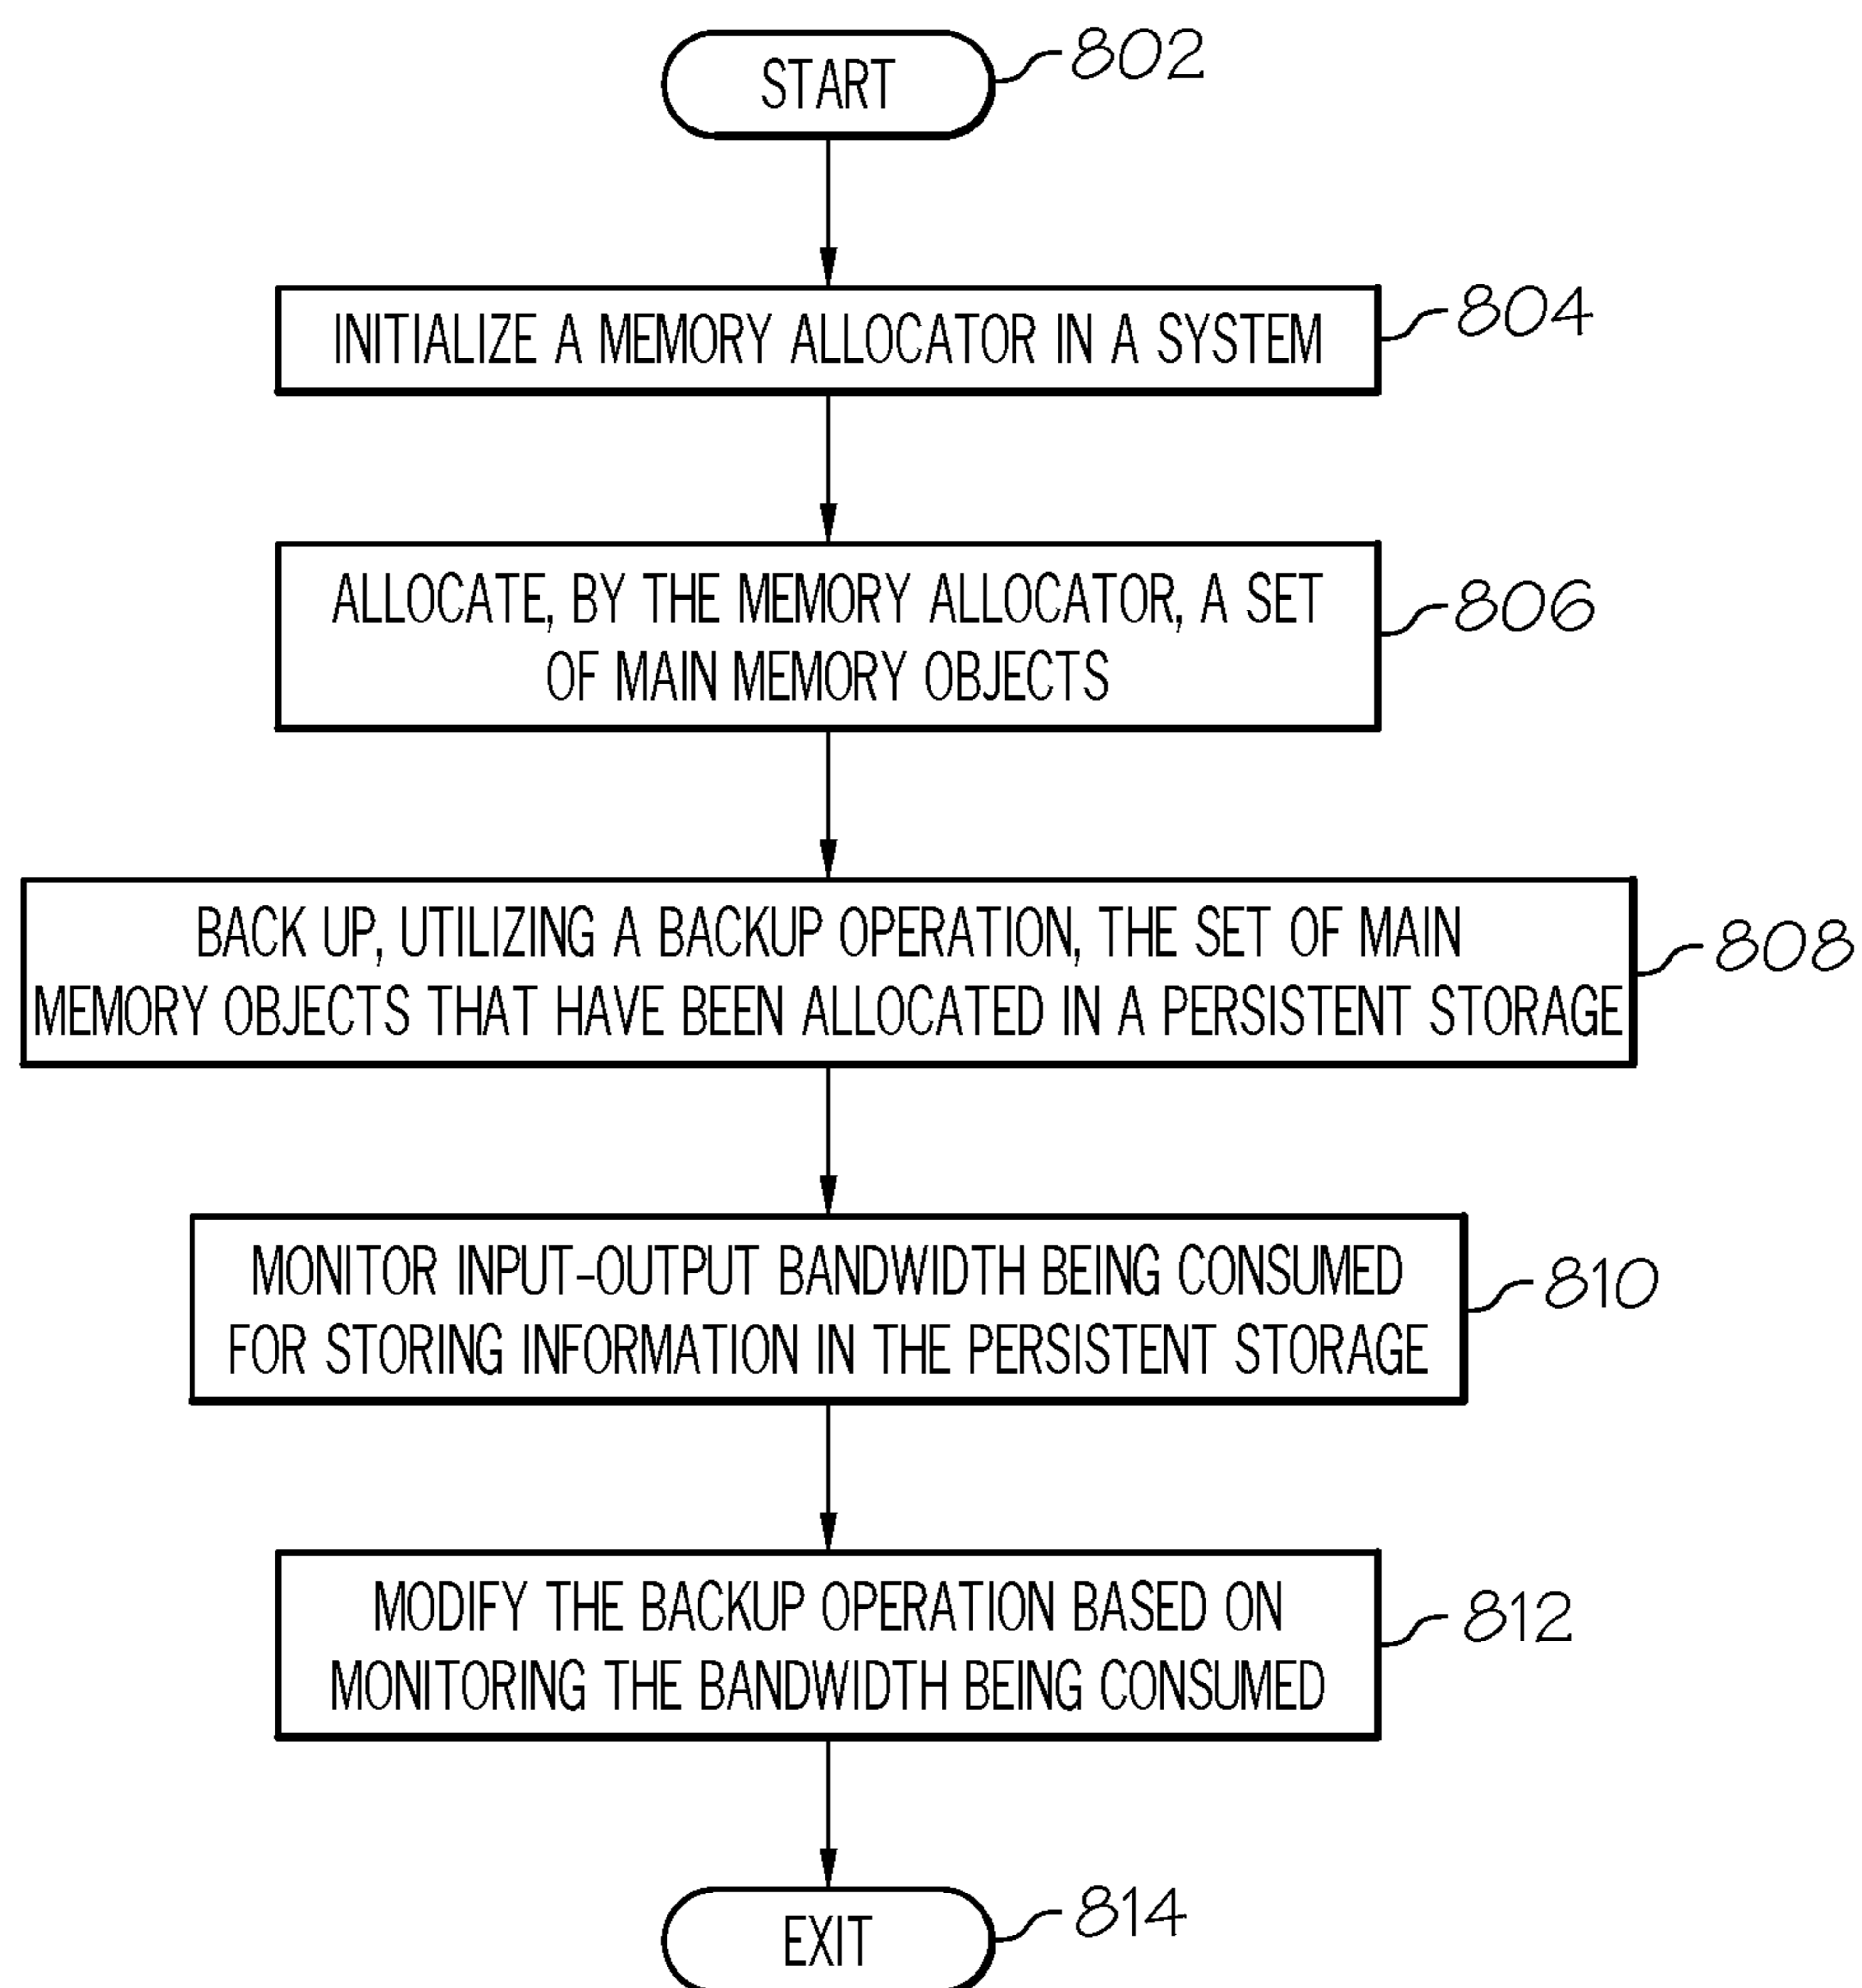 START
802
INITIALIZE A MEMORY ALLOCATOR IN A SYSTEM
804
ALLOCATE, BY THE MEMORY ALLOCATOR, A SET
OF MAIN MEMORY OBJECTS
806
BACK UP, UTILIZING A BACKUP OPERATION, THE SET OF MAIN
MEMORY OBJECTS THAT HAVE BEEN ALLOCATED IN A PERSISTENT STORAGE
808
MONITOR INPUT-OUTPUT BANDWIDTH BEING CONSUMED
FOR STORING INFORMATION IN THE PERSISTENT STORAGE
810
MODIFY THE BACKUP OPERATION BASED ON
MONITORING THE BANDWIDTH BEING CONSUMED
812
EXIT
814